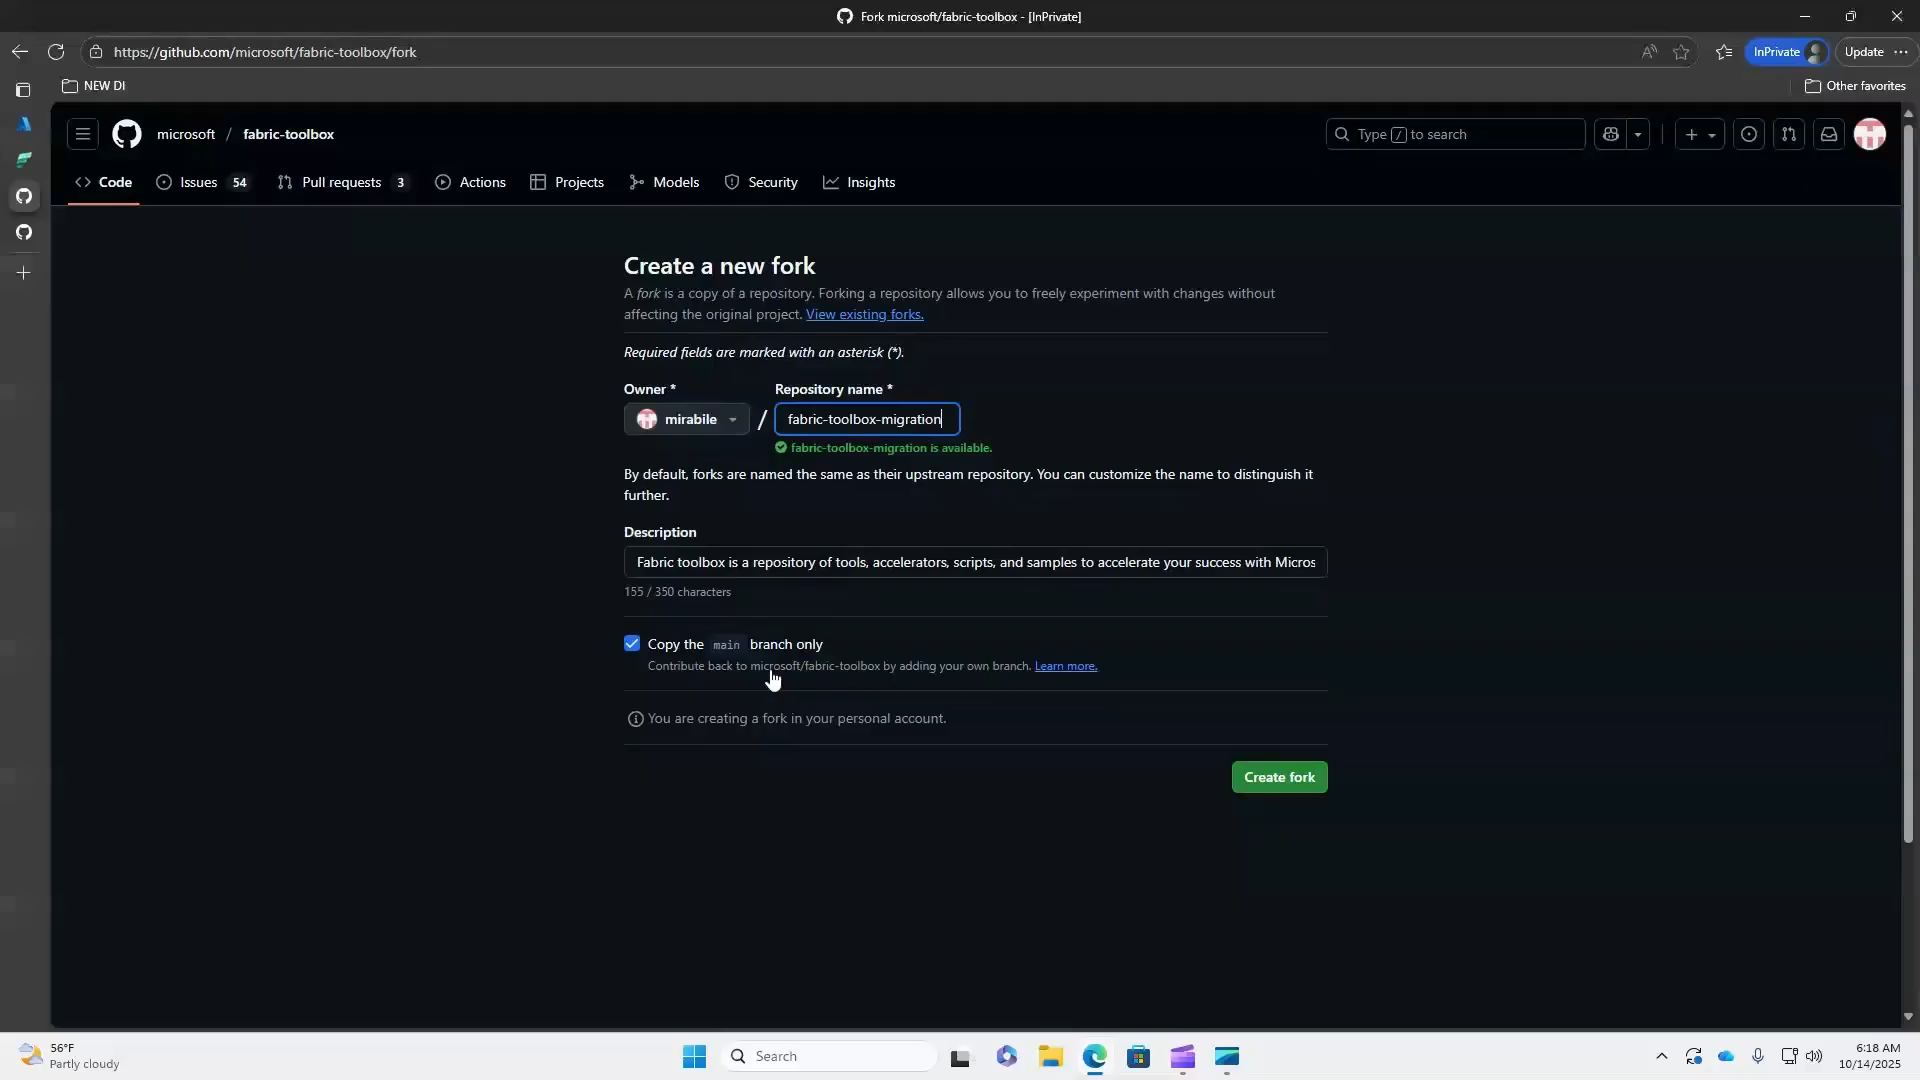 Fork microsoft/fabric-toolbox - [InPrivate]
https://github.com/microsoft/fabric-toolbox/fork
InPrivate
Update
NEW DI
Other favorites
microsoft / fabric-toolbox
Type / to search
Code
Issues 54
Pull requests 3
Actions
Projects
Models
Security
Insights
Create a new fork
A fork is a copy of a repository. Forking a repository allows you to freely experiment with changes without
affecting the original project. View existing forks.
Required fields are marked with an asterisk (*).
Owner * Repository name *
mirabile / fabric-toolbox-migration
fabric-toolbox-migration is available.
By default, forks are named the same as their upstream repository. You can customize the name to distinguish it
further.
Description
Fabric toolbox is a repository of tools, accelerators, scripts, and samples to accelerate your success with Micros
155 / 350 characters
Copy the main branch only
Contribute back to microsoft/fabric-toolbox by adding your own branch. Learn more.
You are creating a fork in your personal account.
Create fork
56°F
Partly cloudy
Search
6:18 AM
10/14/2025